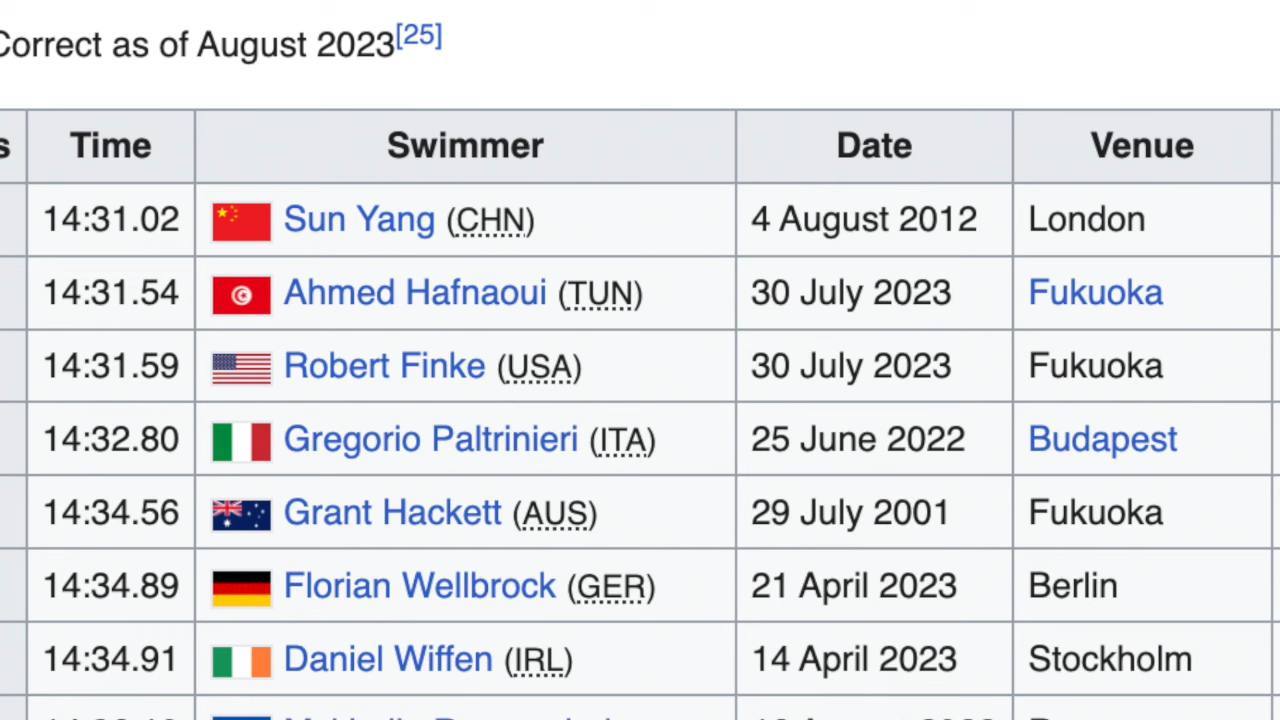 Correct as of August 2023[25]
s Time Swimmer Date Venue
14:31.02 Sun Yang (CHN) 4 August 2012 London
14:31.54 Ahmed Hafnaoui (TUN) 30 July 2023 Fukuoka
14:31.59 Robert Finke (USA) 30 July 2023 Fukuoka
14:32.80 Gregorio Paltrinieri (ITA) 25 June 2022 Budapest
14:34.56 Grant Hackett (AUS) 29 July 2001 Fukuoka
14:34.89 Florian Wellbrock (GER) 21 April 2023 Berlin
14:34.91 Daniel Wiffen (IRL) 14 April 2023 Stockholm